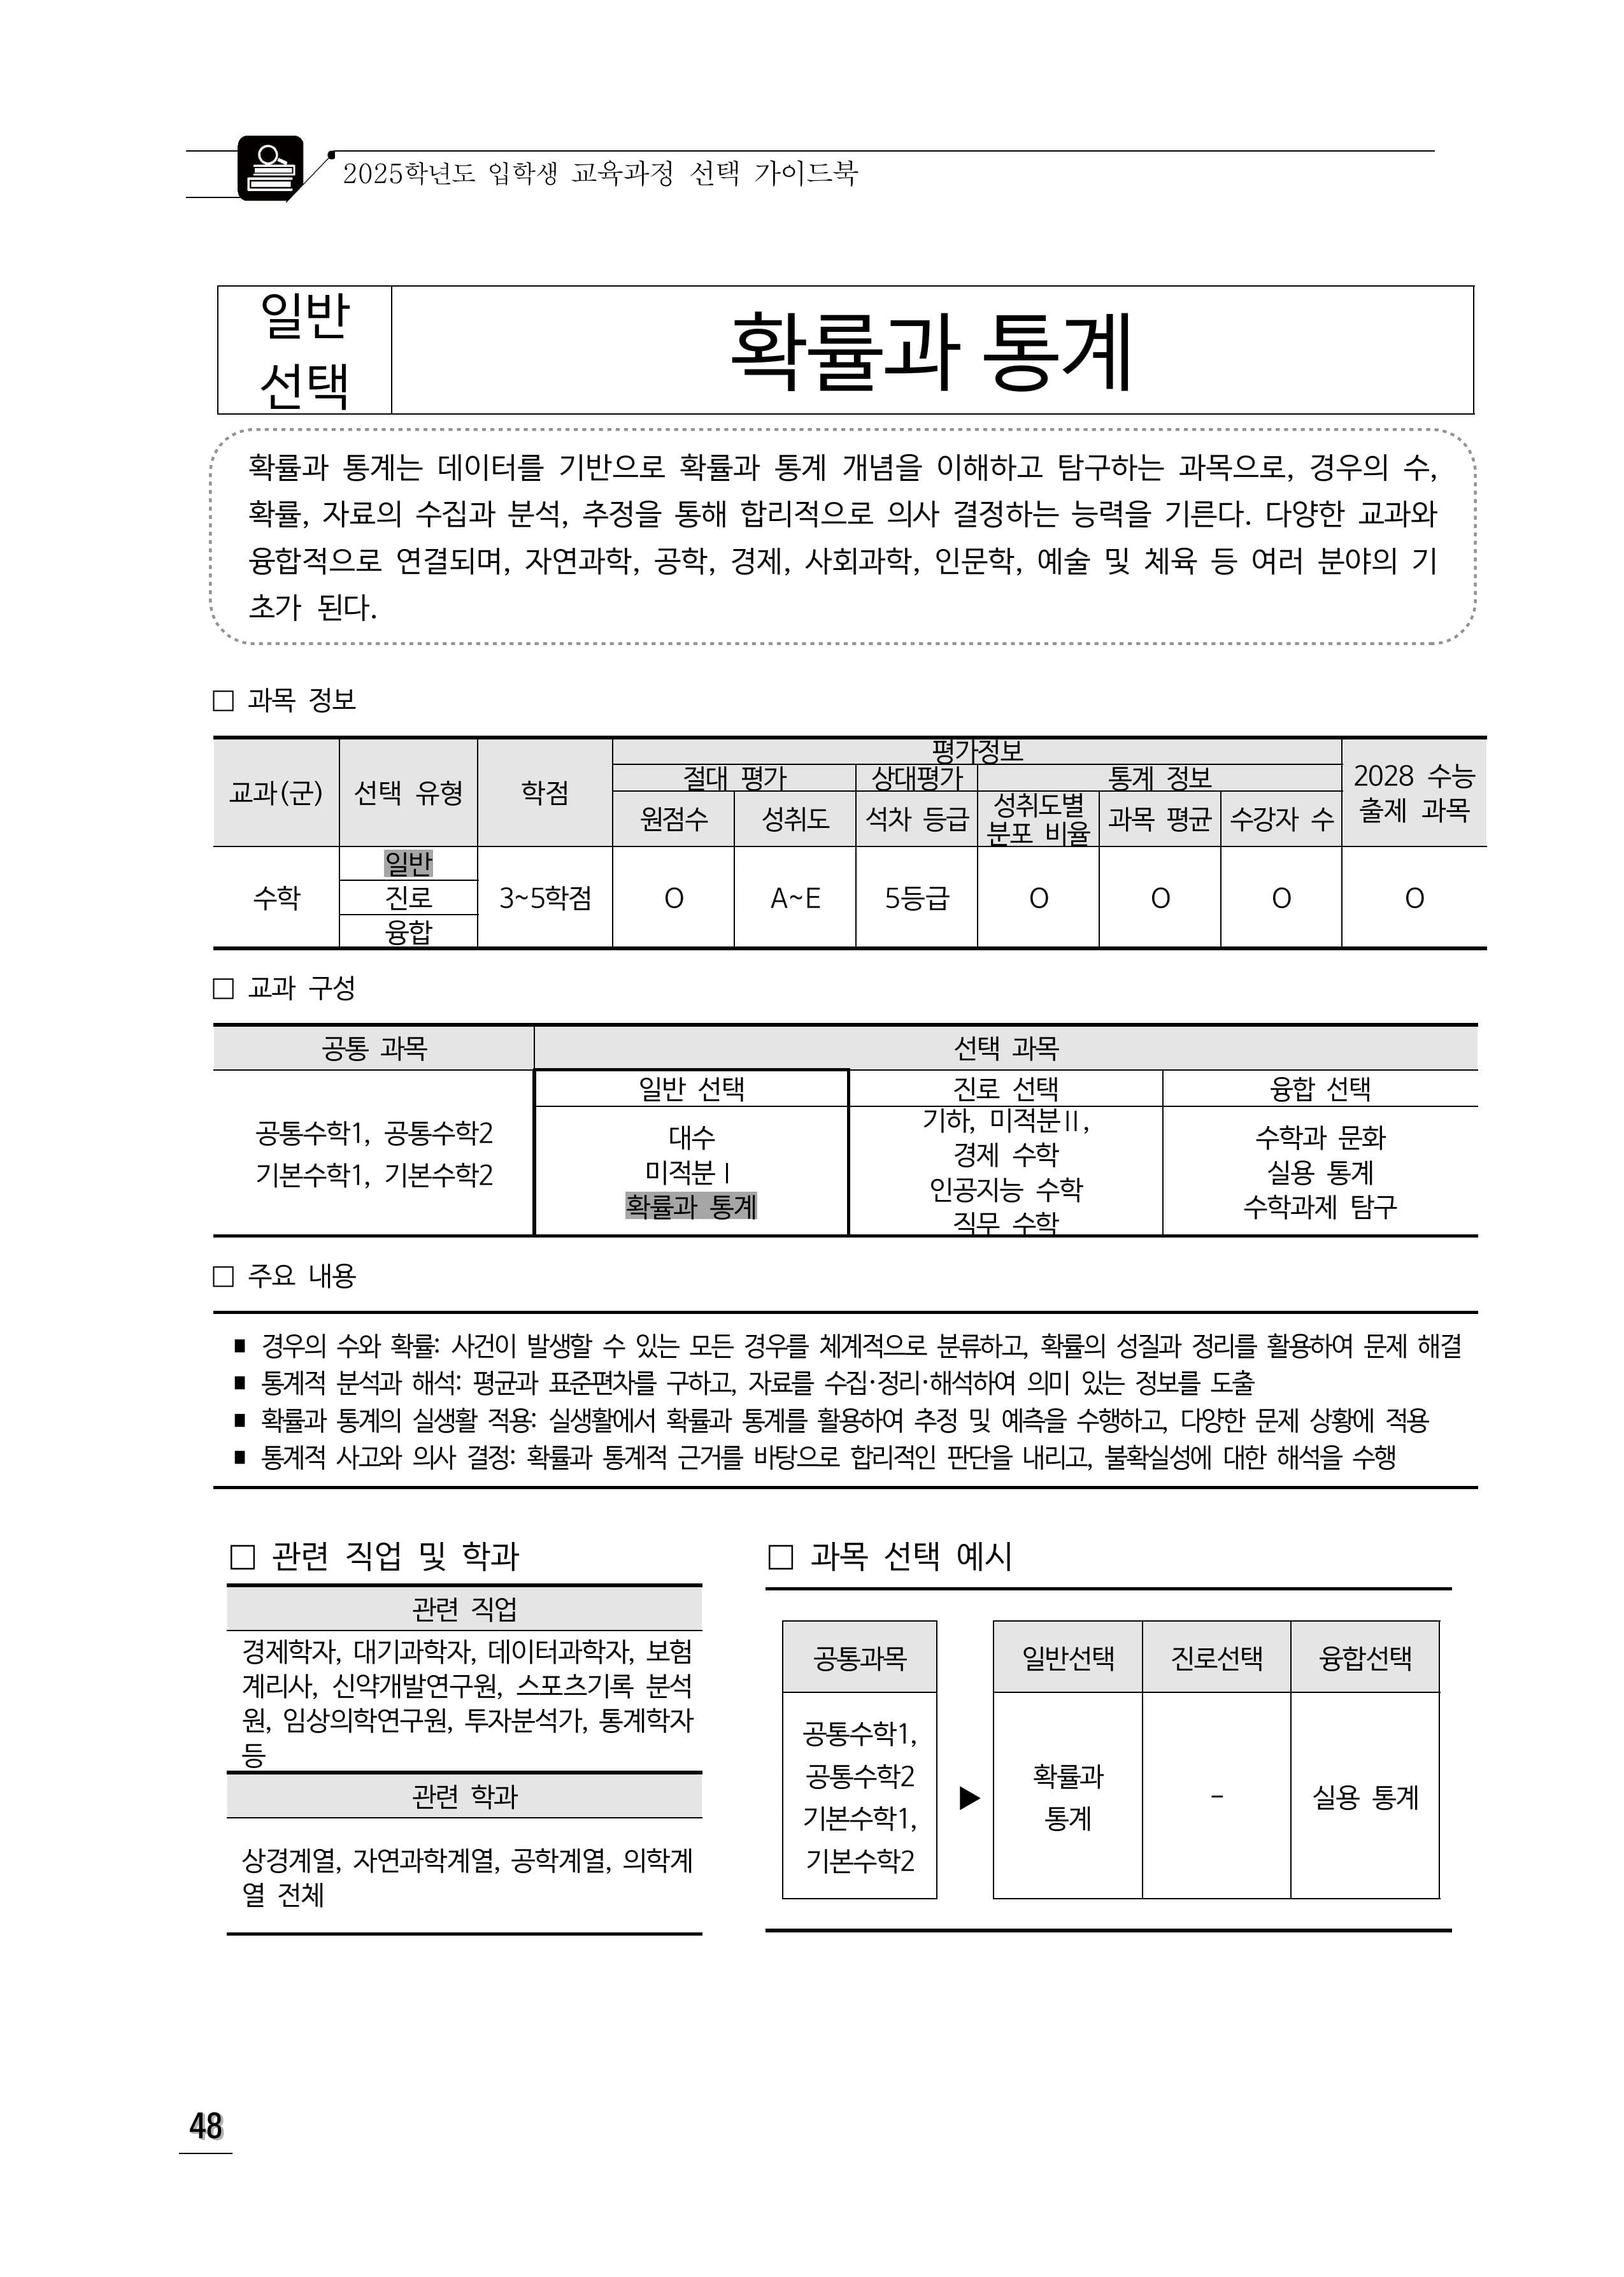 2025학년도 입학생 교육과정 선택 가이드북
일반
선택
확률과 통계
확률과 통계는 데이터를 기반으로 확률과 통계 개념을 이해하고 탐구하는 과목으로, 경우의 수,
확률, 자료의 수집과 분석, 추정을 통해 합리적으로 의사 결정하는 능력을 기른다. 다양한 교과와
융합적으로 연결되며, 자연과학, 공학, 경제, 사회과학, 인문학, 예술 및 체육 등 여러 분야의 기
초가 된다.
□ 과목 정보
교과(군) 선택 유형 학점 평가정보 2028 수능
출제 과목
절대 평가 상대평가 통계 정보
원점수 성취도 석차 등급 성취도별
분포 비율 과목 평균 수강자 수
수학 일반 3~5학점 O A~E 5등급 O O O O
진로
융합
□ 교과 구성
공통 과목 선택 과목
일반 선택 진로 선택 융합 선택
공통수학1, 공통수학2
기본수학1, 기본수학2
대수
미적분Ⅰ
확률과 통계
기하, 미적분Ⅱ,
경제 수학
인공지능 수학
직무 수학
수학과 문화
실용 통계
수학과제 탐구
□ 주요 내용
▪ 경우의 수와 확률: 사건이 발생할 수 있는 모든 경우를 체계적으로 분류하고, 확률의 성질과 정리를 활용하여 문제 해결
▪ 통계적 분석과 해석: 평균과 표준편차를 구하고, 자료를 수집·정리·해석하여 의미 있는 정보를 도출
▪ 확률과 통계의 실생활 적용: 실생활에서 확률과 통계를 활용하여 추정 및 예측을 수행하고, 다양한 문제 상황에 적용
▪ 통계적 사고와 의사 결정: 확률과 통계적 근거를 바탕으로 합리적인 판단을 내리고, 불확실성에 대한 해석을 수행
□ 관련 직업 및 학과
관련 직업
경제학자, 대기과학자, 데이터과학자, 보험
계리사, 신약개발연구원, 스포츠기록 분석
원, 임상의학연구원, 투자분석가, 통계학자
등
관련 학과
상경계열, 자연과학계열, 공학계열, 의학계
열 전체
□ 과목 선택 예시
공통과목
공통수학1,
공통수학2
기본수학1,
기본수학2
▶
일반선택 진로선택 융합선택
확률과
통계
-
실용 통계
48